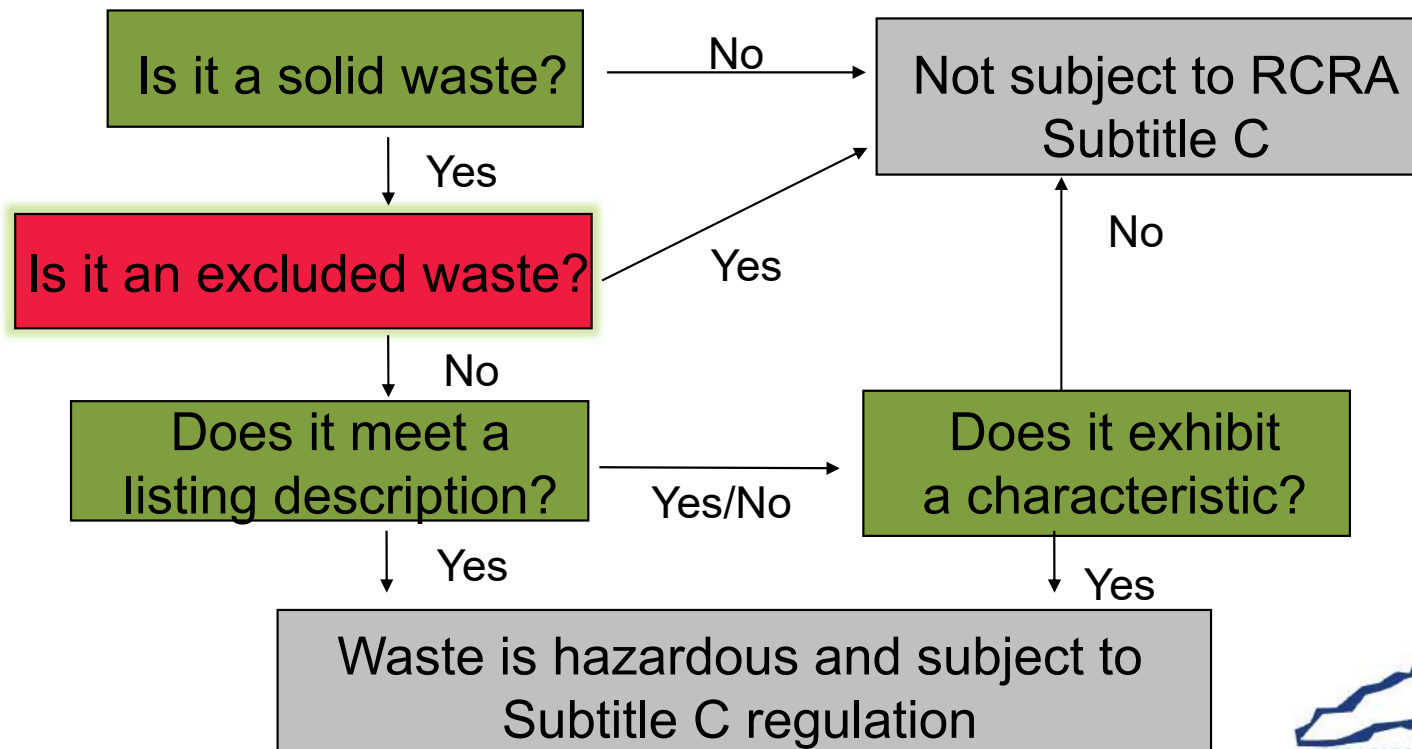 Is it a solid waste?
No
Not subject to RCRA
Subtitle C
Yes
Is it an excluded waste?
Yes
No
No
Does it meet a
listing description?
Yes/No
Does it exhibit
a characteristic?
Yes
Yes
Waste is hazardous and subject to
Subtitle C regulation